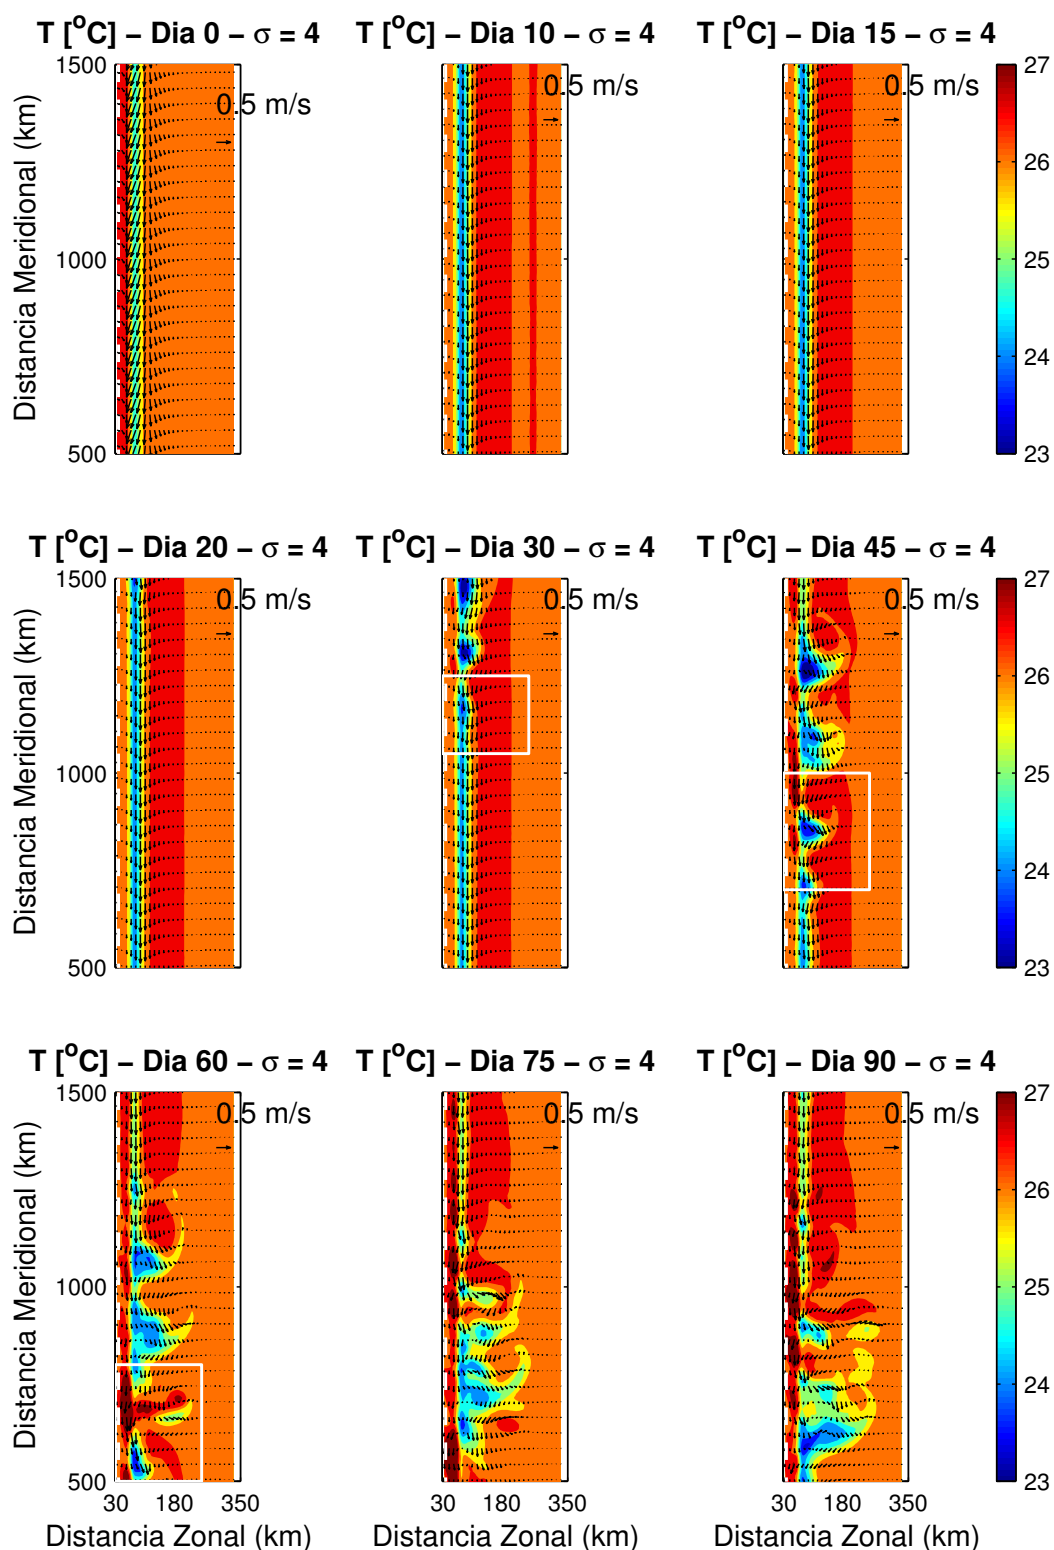 T [°C] – Dia 0 – σ = 4
T [°C] – Dia 10 – σ = 4
T [°C] – Dia 15 – σ = 4
1500
1000
500
Distancia Meridional (km)
0.5 m/s
0.5 m/s
0.5 m/s
27
26
25
24
23
T [°C] – Dia 20 – σ = 4
T [°C] – Dia 30 – σ = 4
T [°C] – Dia 45 – σ = 4
1500
1000
500
Distancia Meridional (km)
0.5 m/s
0.5 m/s
0.5 m/s
27
26
25
24
23
T [°C] – Dia 60 – σ = 4
T [°C] – Dia 75 – σ = 4
T [°C] – Dia 90 – σ = 4
1500
1000
500
Distancia Meridional (km)
0.5 m/s
0.5 m/s
0.5 m/s
27
26
25
24
23
30 180 350
30 180 350
30 180 350
Distancia Zonal (km)
Distancia Zonal (km)
Distancia Zonal (km)